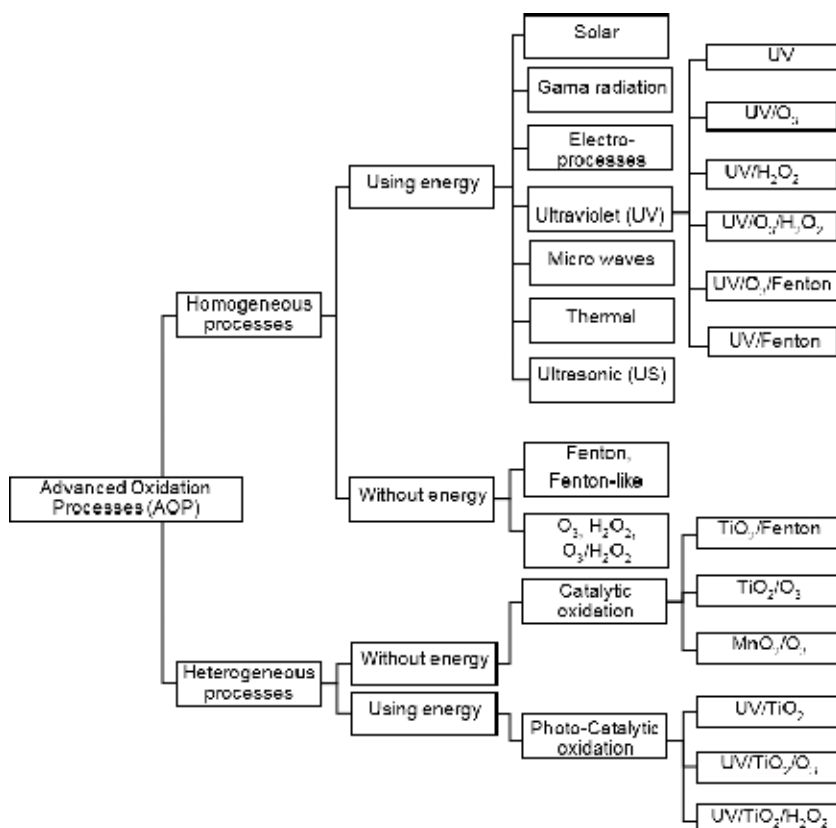 Solar
Gama radiation
Electro-
processes
Ultraviolet (UV)
Micro waves
Thermal
Ultrasonic (US)
UV
UV/O₃
UV/H₂O₂
UV/O₃/H₂O₂
UV/O₃/Fenton
UV/Fenton
Using energy
Homogeneous
processes
Advanced Oxidation
Processes (AOP)
Without energy
Fenton,
Fenton-like
O₃, H₂O₂,
O₃/H₂O₂
Catalytic
oxidation
TiO₂/Fenton
TiO₂/O₃
MnO₂/O₃
Heterogeneous
processes
Without energy
Using energy
Photo-Catalytic
oxidation
UV/TiO₂
UV/TiO₂/O₃
UV/TiO₂/H₂O₂